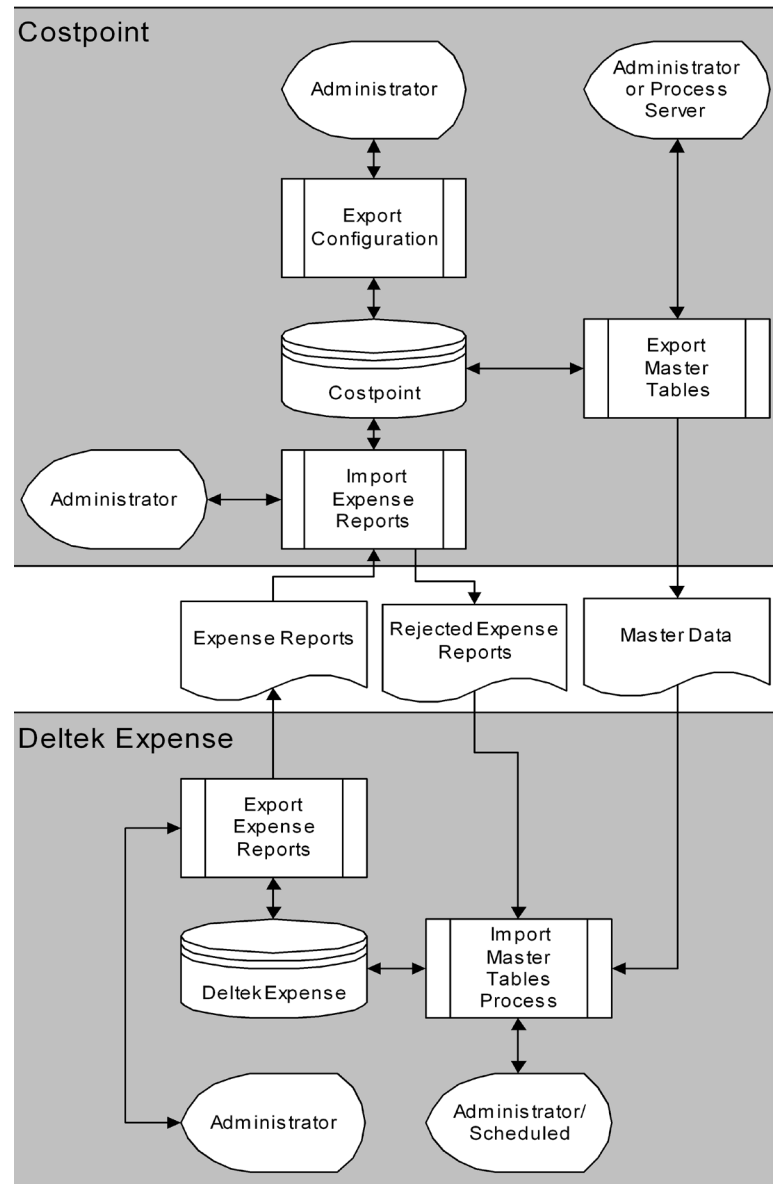 Costpoint
Administrator
Administrator
or Process
Server
Export
Configuration
Costpoint
Export
Master
Tables
Administrator
Import
Expense
Reports
Expense Reports
Rejected Expense
Reports
Master Data
Deltek Expense
Export
Expense
Reports
Deltek Expense
Import
Master
Tables
Process
Administrator
Administrator/
Scheduled